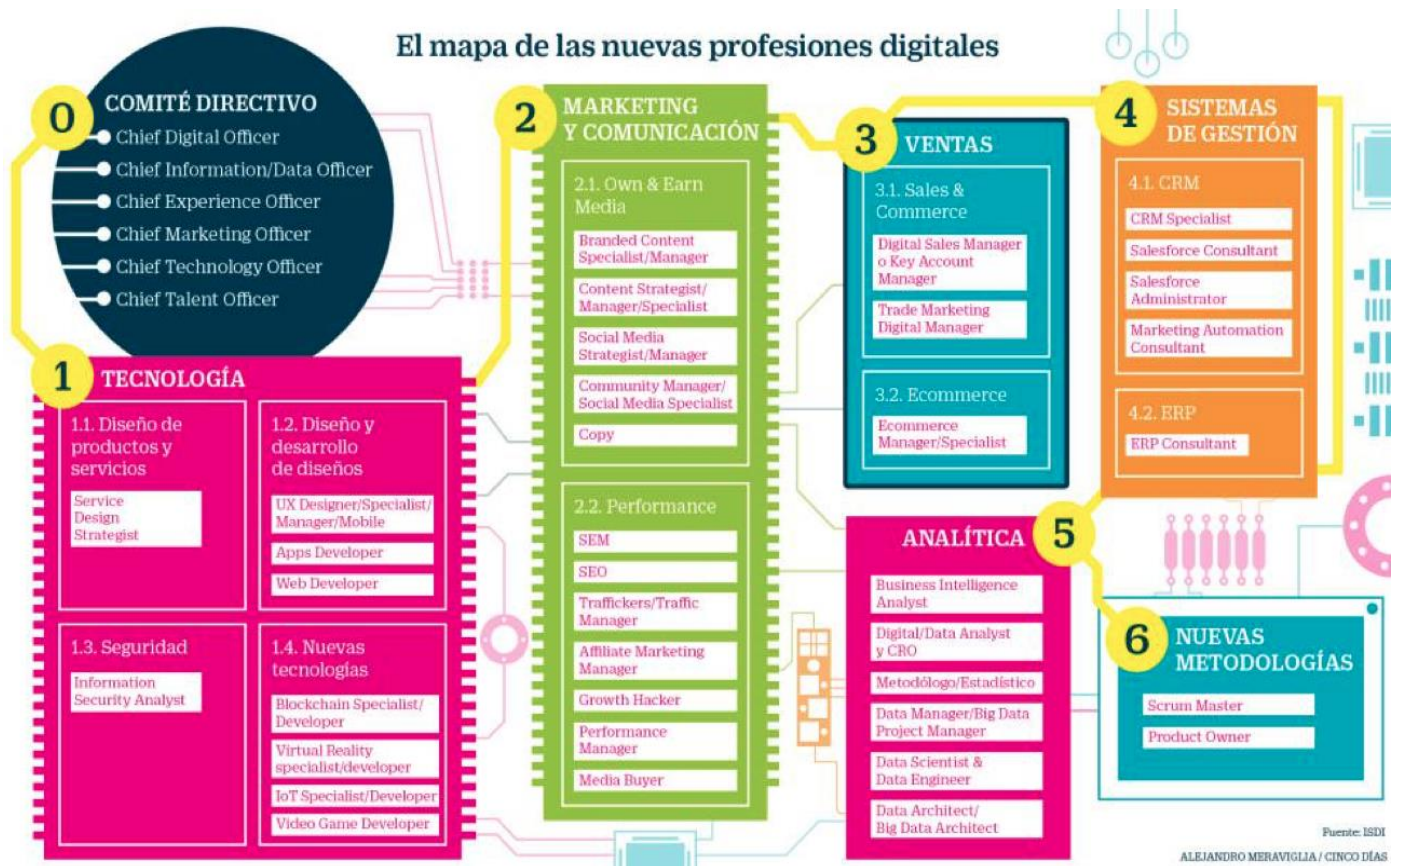 El mapa de las nuevas profesiones digitales
0
COMITÉ DIRECTIVO
Chief Digital Officer
Chief Information/Data Officer
Chief Experience Officer
Chief Marketing Officer
Chief Technology Officer
Chief Talent Officer
1
TECNOLOGÍA
1.1. Diseño de
productos y
servicios
Service
Design
Strategist
1.2. Diseño y
desarrollo
de diseños
UX Designer/Specialist/
Manager/Mobile
Apps Developer
Web Developer
1.3. Seguridad
Information
Security Analyst
1.4. Nuevas
tecnologías
Blockchain Specialist/
Developer
Virtual Reality
specialist/developer
IoT Specialist/Developer
Video Game Developer
2
MARKETING
Y COMUNICACIÓN
2.1. Own & Earn
Media
Branded Content
Specialist/Manager
Content Strategist/
Manager/Specialist
Social Media
Strategist/Manager
Community Manager/
Social Media Specialist
Copy
2.2. Performance
SEM
SEO
Traffickers/Traffic
Manager
Affiliate Marketing
Manager
Growth Hacker
Performance
Manager
Media Buyer
3
VENTAS
3.1. Sales &
Commerce
Digital Sales Manager
o Key Account
Manager
Trade Marketing
Digital Manager
3.2. Ecommerce
Ecommerce
Manager/Specialist
4
SISTEMAS
DE GESTIÓN
4.1. CRM
CRM Specialist
Salesforce Consultant
Salesforce
Administrator
Marketing Automation
Consultant
4.2. ERP
ERP Consultant
5
ANALÍTICA
Business Intelligence
Analyst
Digital/Data Analyst
y CRO
Metodólogo/Estadístico
Data Manager/Big Data
Project Manager
Data Scientist &
Data Engineer
Data Architect/
Big Data Architect
6
NUEVAS
METODOLOGÍAS
Scrum Master
Product Owner
Fuente: ISDI
ALEJANDRO MERAVIGLIA / CINCO DÍAS